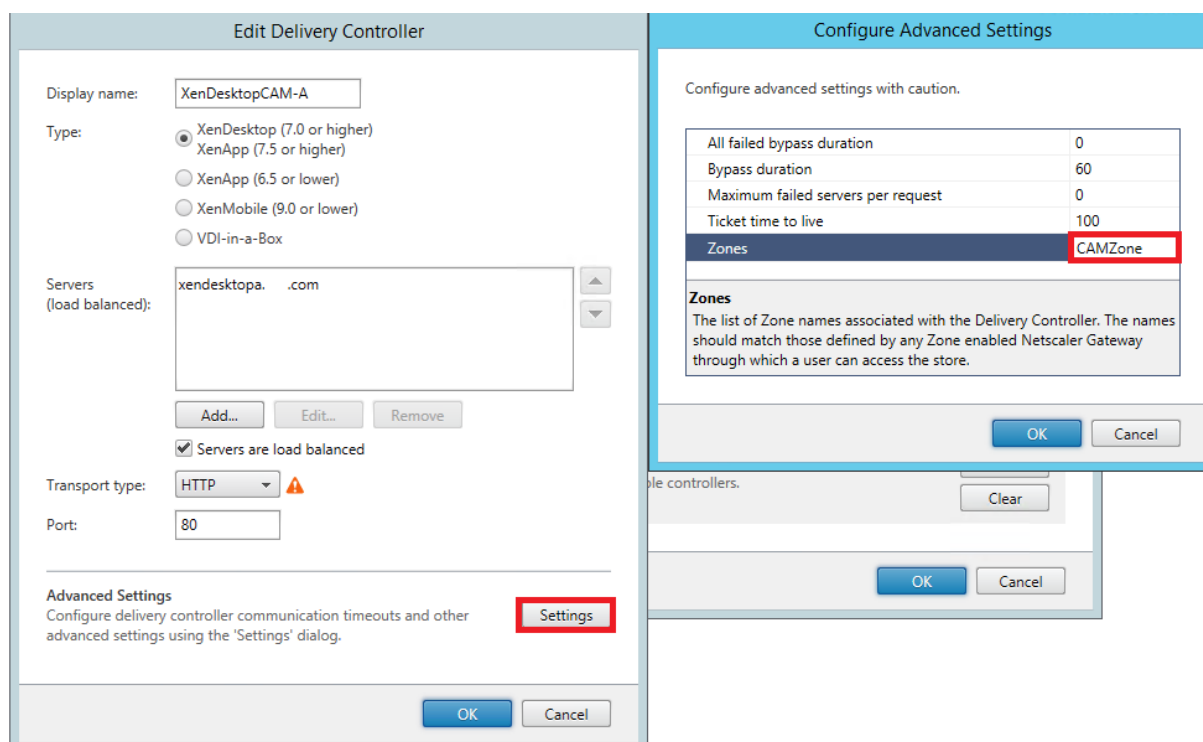 Edit Delivery Controller
Display name:
XenDesktopCAM-A
Type:
XenDesktop (7.0 or higher)
XenApp (7.5 or higher)
XenApp (6.5 or lower)
XenMobile (9.0 or lower)
VDI-in-a-Box
Servers
(load balanced):
xendesktopa. .com
Add...
Edit...
Remove
Servers are load balanced
Transport type:
HTTP
Port:
80
Advanced Settings
Configure delivery controller communication timeouts and other
advanced settings using the 'Settings' dialog.
Settings
OK
Cancel
Configure Advanced Settings
Configure advanced settings with caution.
All failed bypass duration 0
Bypass duration 60
Maximum failed servers per request 0
Ticket time to live 100
Zones CAMZone
Zones
The list of Zone names associated with the Delivery Controller. The names
should match those defined by any Zone enabled Netscaler Gateway
through which a user can access the store.
OK
Cancel
ble controllers.
Clear
OK
Cancel